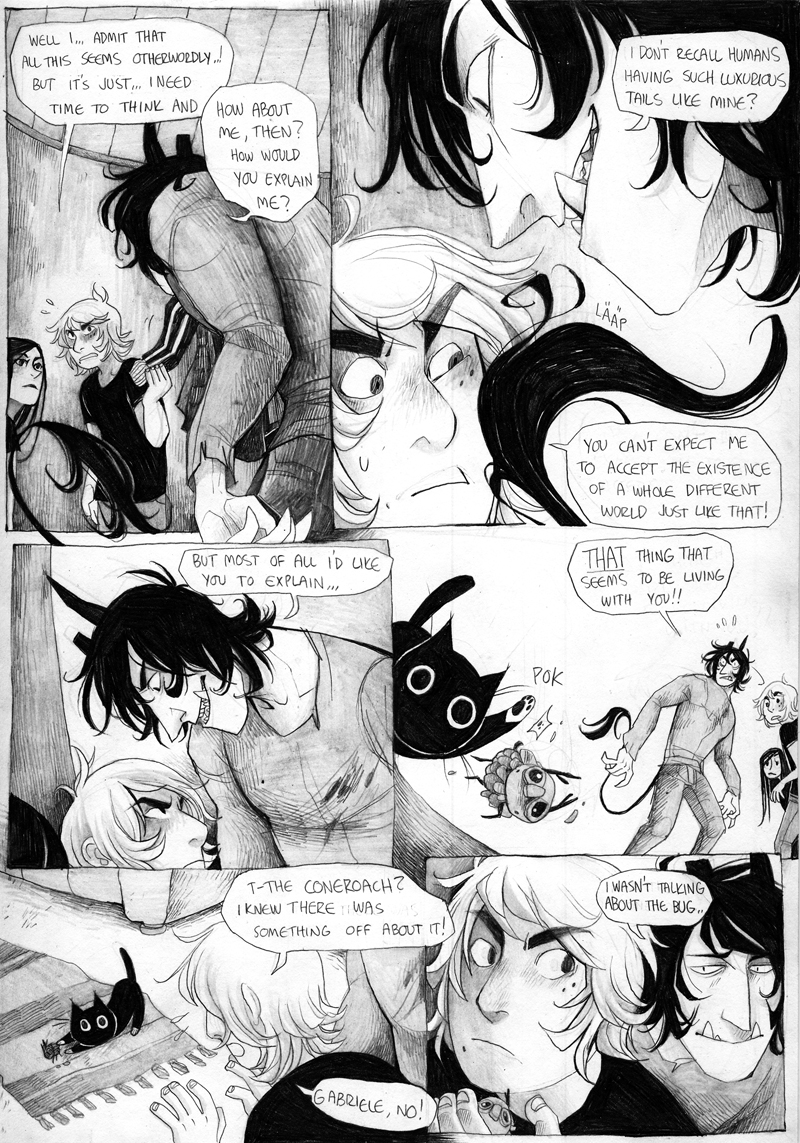 WELL I... ADMIT THAT
ALL THIS SEEMS OTHERWORDLY..!
BUT IT'S JUST... I NEED
TIME TO THINK AND
HOW ABOUT
ME, THEN?
HOW WOULD
YOU EXPLAIN
ME?
I DON'T RECALL HUMANS
HAVING SUCH LUXURIOUS
TAILS LIKE MINE?
LÄÄP
YOU CAN'T EXPECT ME
TO ACCEPT THE EXISTENCE
OF A WHOLE DIFFERENT
WORLD JUST LIKE THAT!
BUT MOST OF ALL I'D LIKE
YOU TO EXPLAIN...
THAT THING THAT
SEEMS TO BE LIVING
WITH YOU!!
POK
T-THE CONEROACH?
I KNEW THERE WAS
SOMETHING OFF ABOUT IT!
GABRIELE, NO!
I WASN'T TALKING
ABOUT THE BUG..